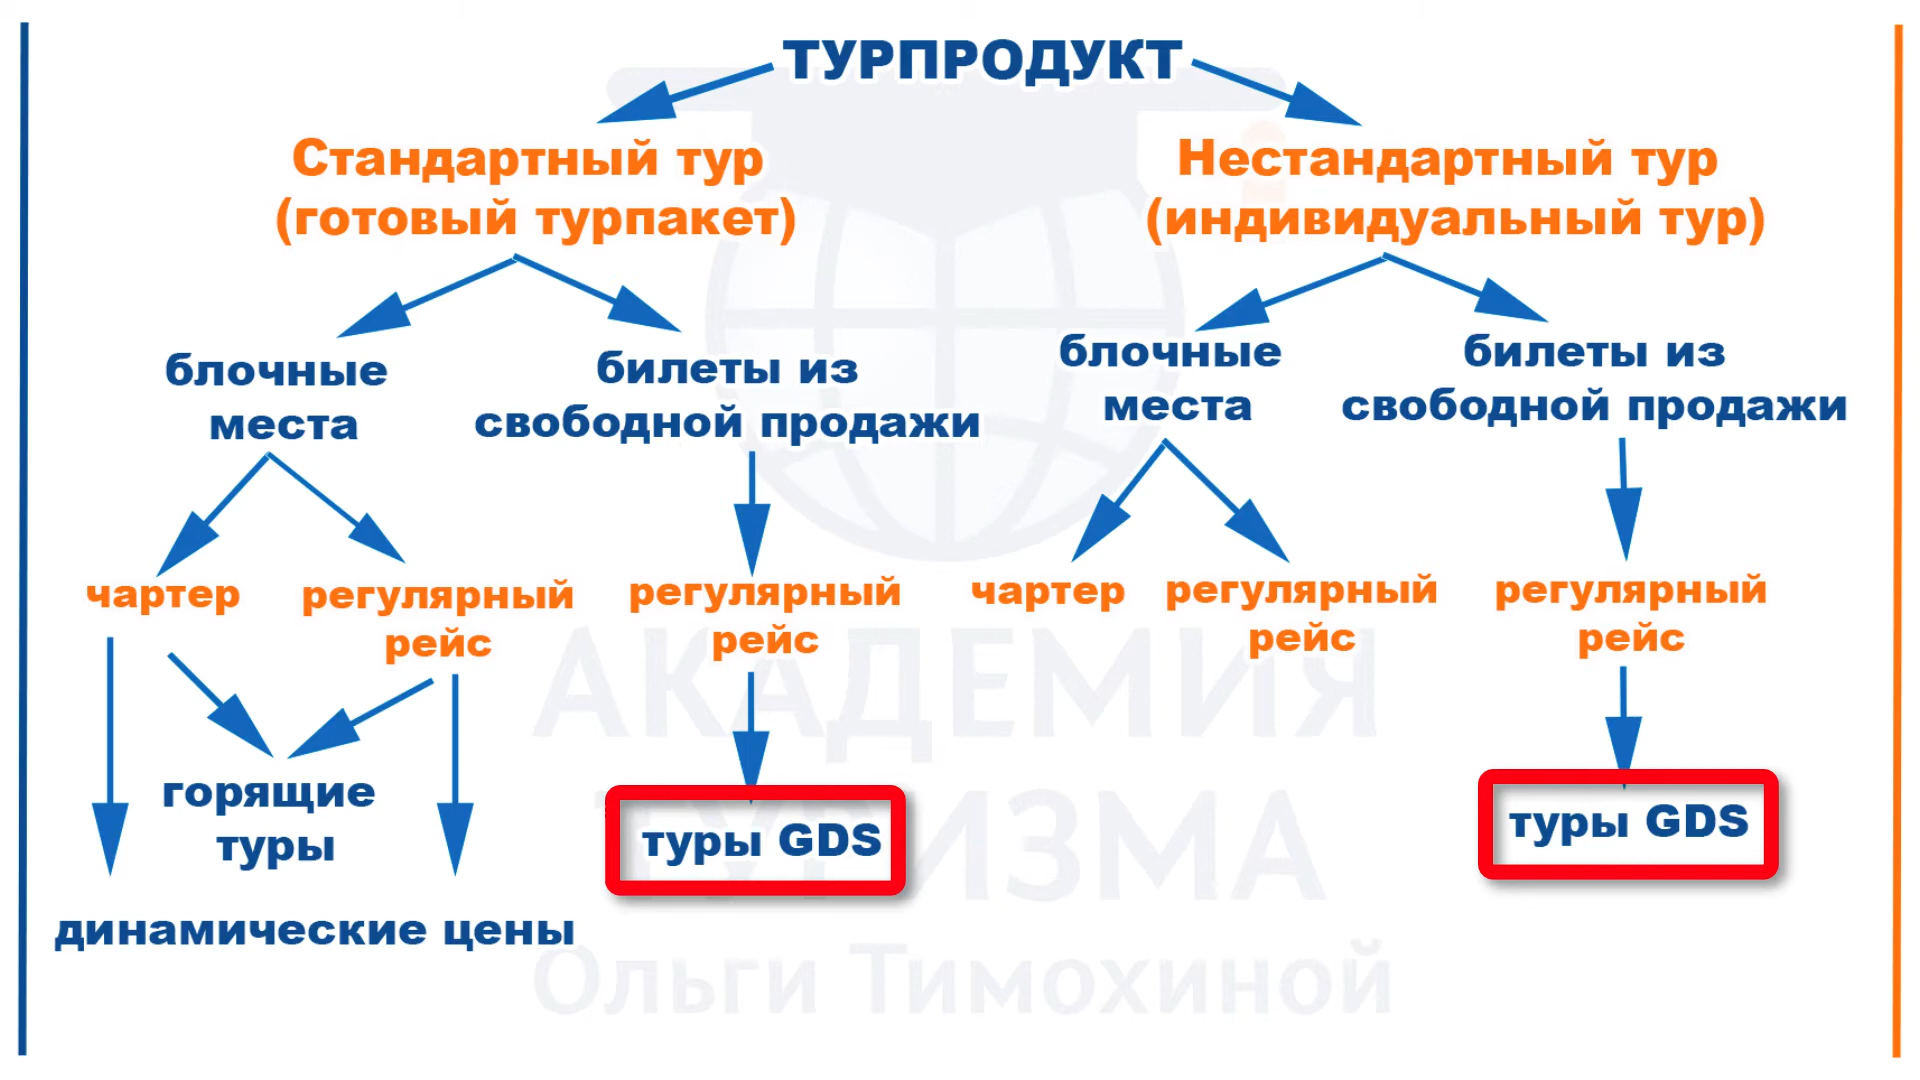 ТУРПРОДУКТ
Стандартный тур
(готовый турпакет)
Нестандартный тур
(индивидуальный тур)
блочные
места
билеты из
свободной продажи
блочные
места
билеты из
свободной продажи
чартер
регулярный
рейс
регулярный
рейс
чартер
регулярный
рейс
регулярный
рейс
горящие
туры
туры GDS
туры GDS
динамические цены
АКАДЕМИЯ
ТУРИЗМА
Ольги Тимохиной